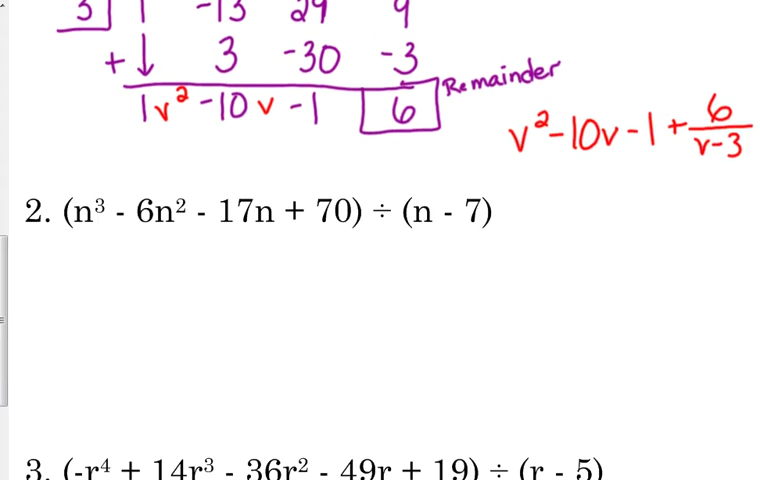 3 1 -13 29 9
+↓ 3 -30 -3
1v² -10v -1 6 Remainder
v² - 10v - 1 + 6/(v-3)
2. (n³ - 6n² - 17n + 70) ÷ (n - 7)
3. (-r⁴ + 14r³ - 36r² - 49r + 19) ÷ (r - 5)